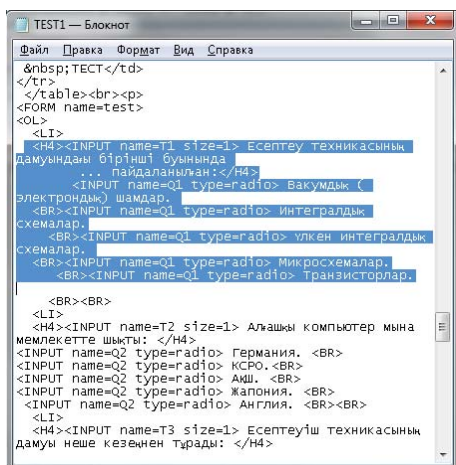 TEST1 — Блокнот
Файл Правка Формат Вид Справка
&nbsp;ТЕСТ</td>
</tr>
</table><br><p>
<FORM name=test>
<OL>
<LI>
<H4><INPUT name=T1 size=1> Есептеу техникасының
дамуындағы бірінші буынында
... пайдаланылған:</H4>
<INPUT name=Q1 type=radio> Вакумдық (
электрондық) шамдар.
<BR><INPUT name=Q1 type=radio> Интегралдық
схемалар.
<BR><INPUT name=Q1 type=radio> үлкен интегралдық
схемалар.
<BR><INPUT name=Q1 type=radio> Микросхемалар.
<BR><INPUT name=Q1 type=radio> Транзисторлар.
<BR><BR>
<LI>
<H4><INPUT name=T2 size=1> Алғашқы компьютер мына
мемлекетте шықты: </H4>
<INPUT name=Q2 type=radio> Германия. <BR>
<INPUT name=Q2 type=radio> КСРО.<BR>
<INPUT name=Q2 type=radio> АҚШ. <BR>
<INPUT name=Q2 type=radio> Жапония. <BR>
<INPUT name=Q2 type=radio> Англия. <BR><BR>
<LI>
<H4><INPUT name=T3 size=1> Есептеуіш техникасының
дамуы неше кезеңнен тұрады: </H4>